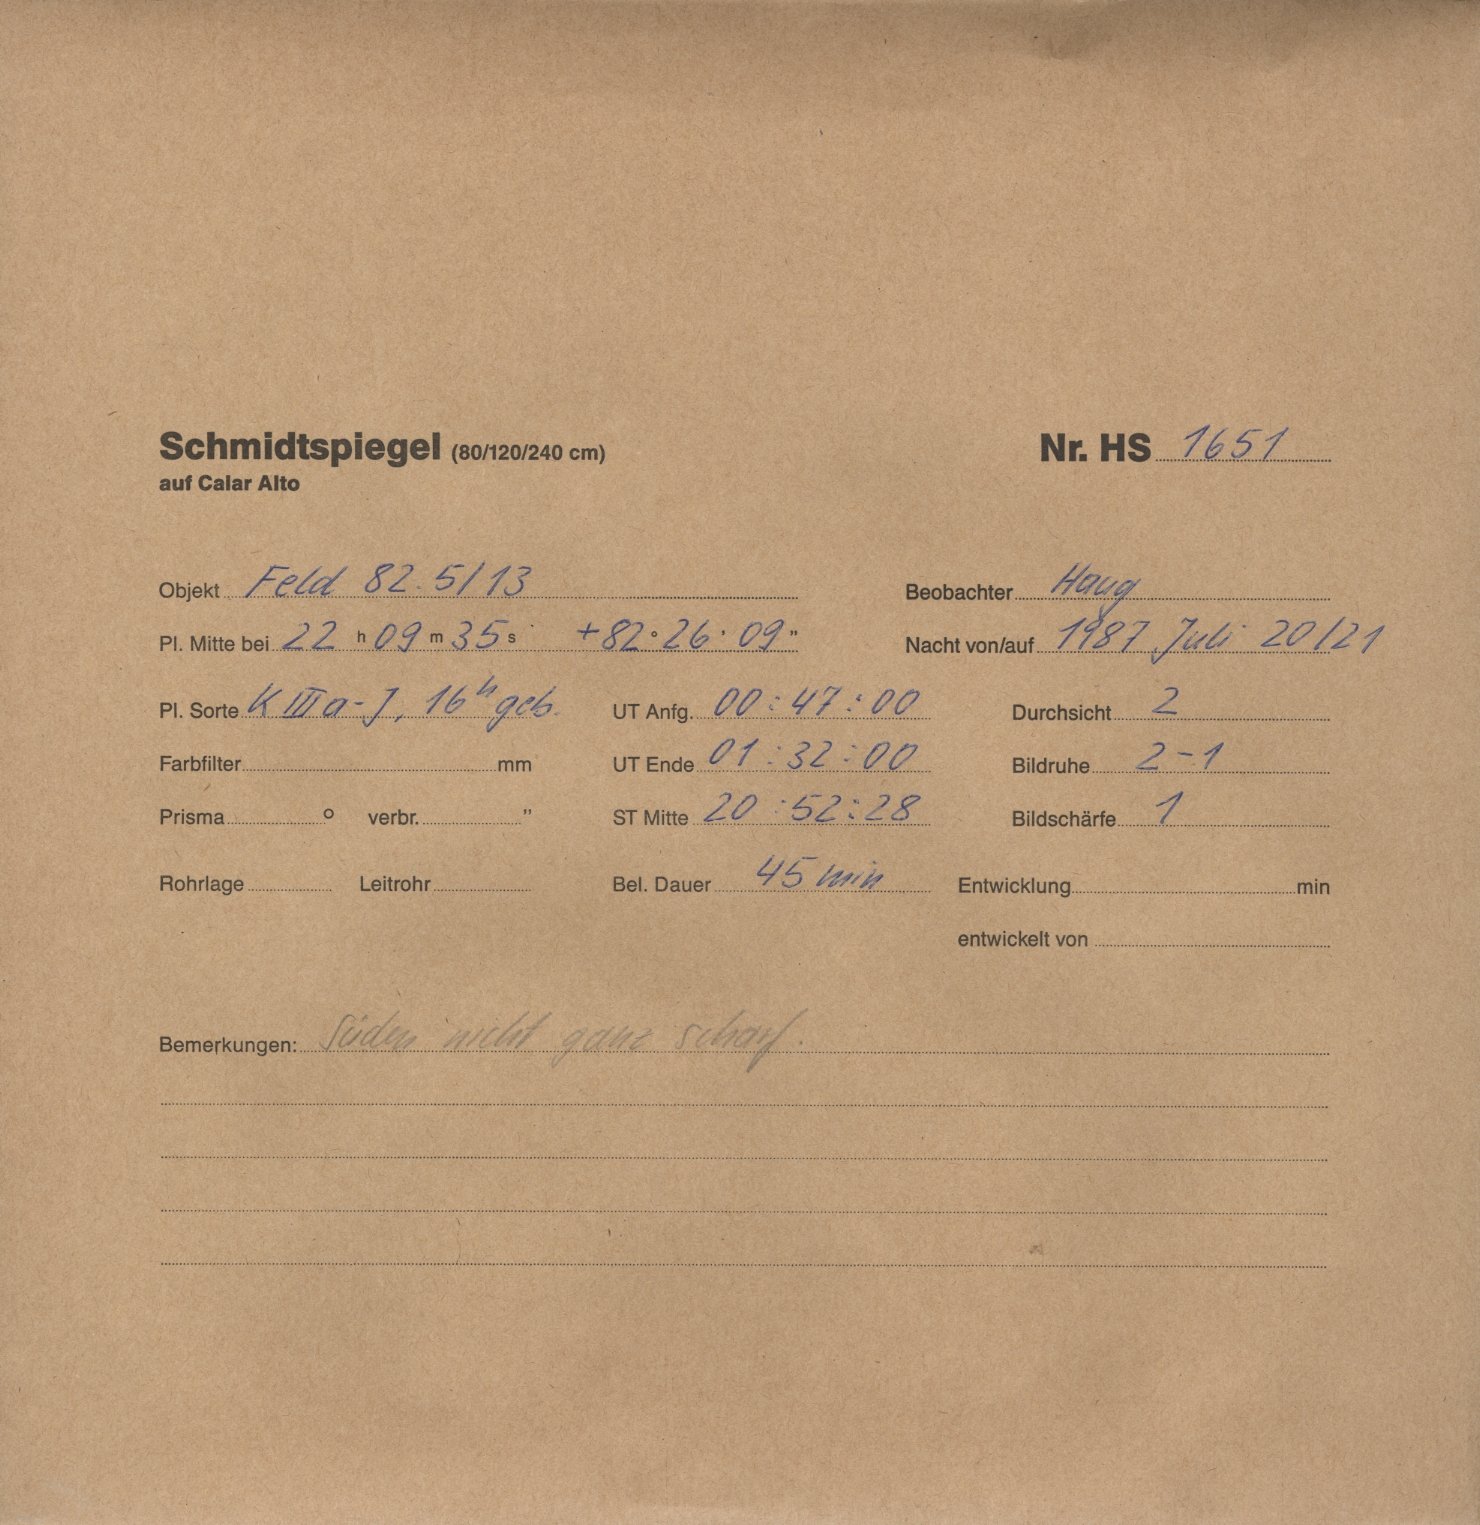 Schmidtspiegel (80/120/240 cm) Nr. HS 1651
auf Calar Alto
Objekt Feld 82.5/13 Beobachter Haug
Pl. Mitte bei 22 h 09 m 35 s +82° 26' 09" Nacht von/auf 1987 Juli 20/21
Pl. Sorte K III a-J, 16h geb. UT Anfg. 00:47:00 Durchsicht 2
Farbfilter mm UT Ende 01:32:00 Bildruhe 2-1
Prisma ° verbr. " ST Mitte 20:52:28 Bildschärfe 1
Rohrlage Leitrohr Bel. Dauer 45 min Entwicklung min
entwickelt von
Bemerkungen: Süden nicht ganz scharf.